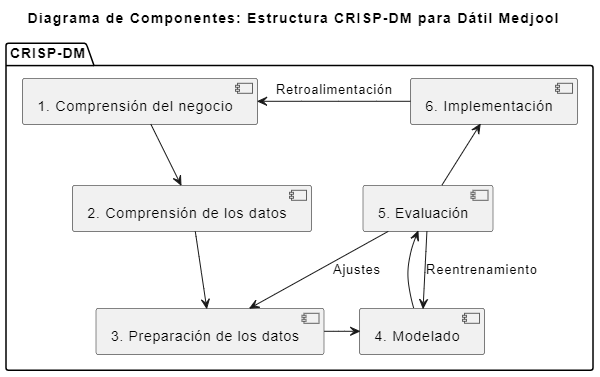 Diagrama de Componentes: Estructura CRISP-DM para Dátil Medjool
CRISP-DM
1. Comprensión del negocio
Retroalimentación
6. Implementación
2. Comprensión de los datos
5. Evaluación
Ajustes
Reentrenamiento
3. Preparación de los datos
4. Modelado